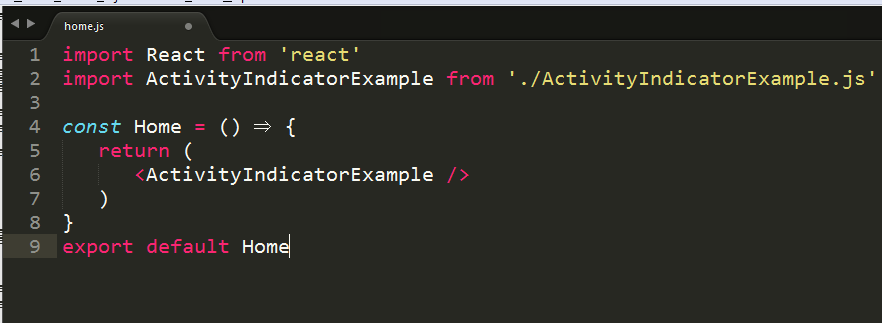 home.js
1 import React from 'react'
2 import ActivityIndicatorExample from './ActivityIndicatorExample.js'
3
4 const Home = () => {
5    return (
6       <ActivityIndicatorExample />
7    )
8 }
9 export default Home